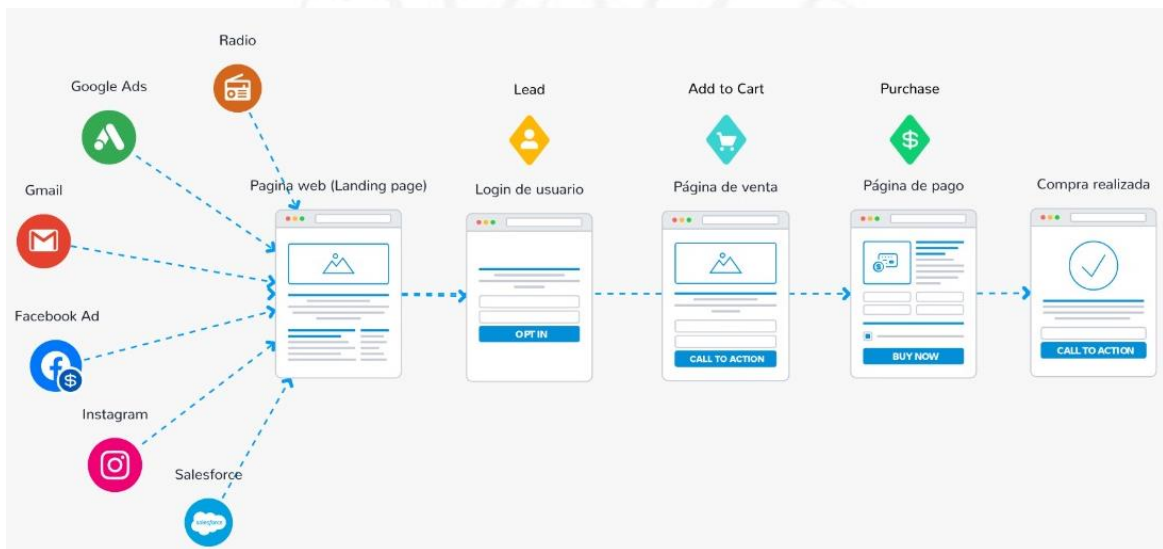 Radio
Google Ads
Gmail
Facebook Ad
Instagram
Salesforce
salesforce
Pagina web (Landing page)
Lead
Login de usuario
OPT IN
Add to Cart
Página de venta
CALL TO ACTION
Purchase
Página de pago
BUY NOW
Compra realizada
CALL TO ACTION